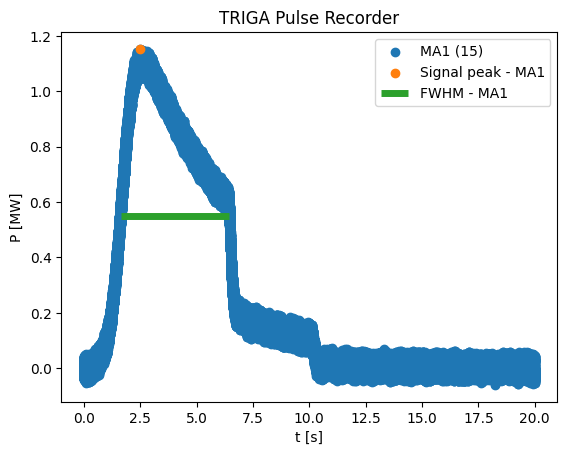 TRIGA Pulse Recorder
MA1 (15)
Signal peak - MA1
FWHM - MA1
P [MW]
1.2
1.0
0.8
0.6
0.4
0.2
0.0
0.0 2.5 5.0 7.5 10.0 12.5 15.0 17.5 20.0
t [s]